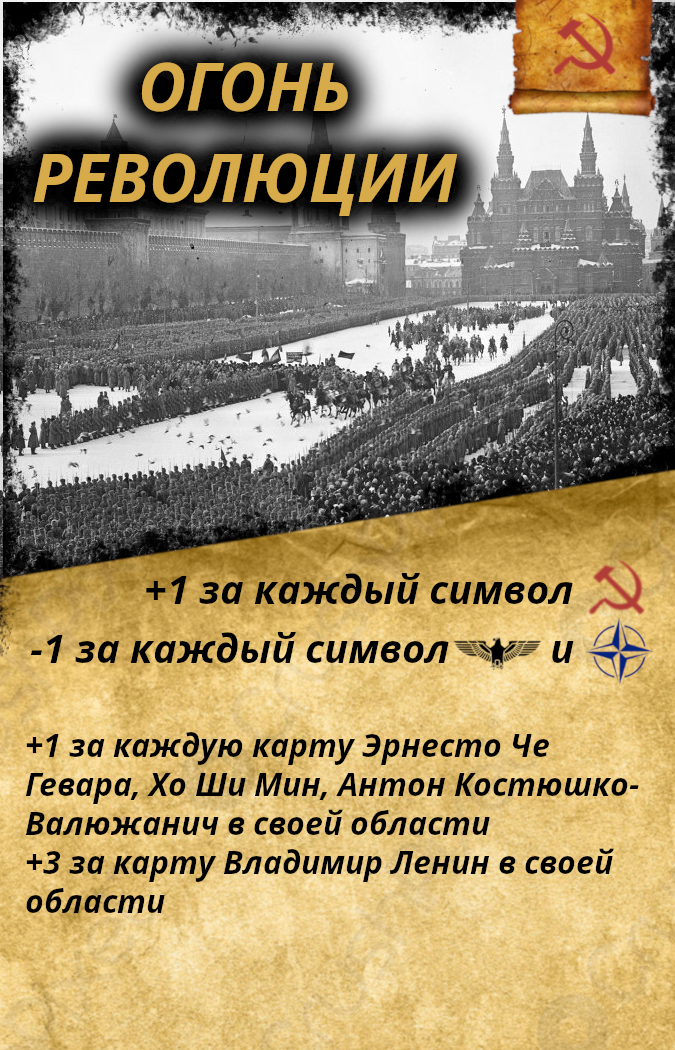 ОГОНЬ
РЕВОЛЮЦИИ
+1 за каждый символ
-1 за каждый символ и
+1 за каждую карту Эрнесто Че
Гевара, Хо Ши Мин, Антон Костюшко-
Валюжанич в своей области
+3 за карту Владимир Ленин в своей
области